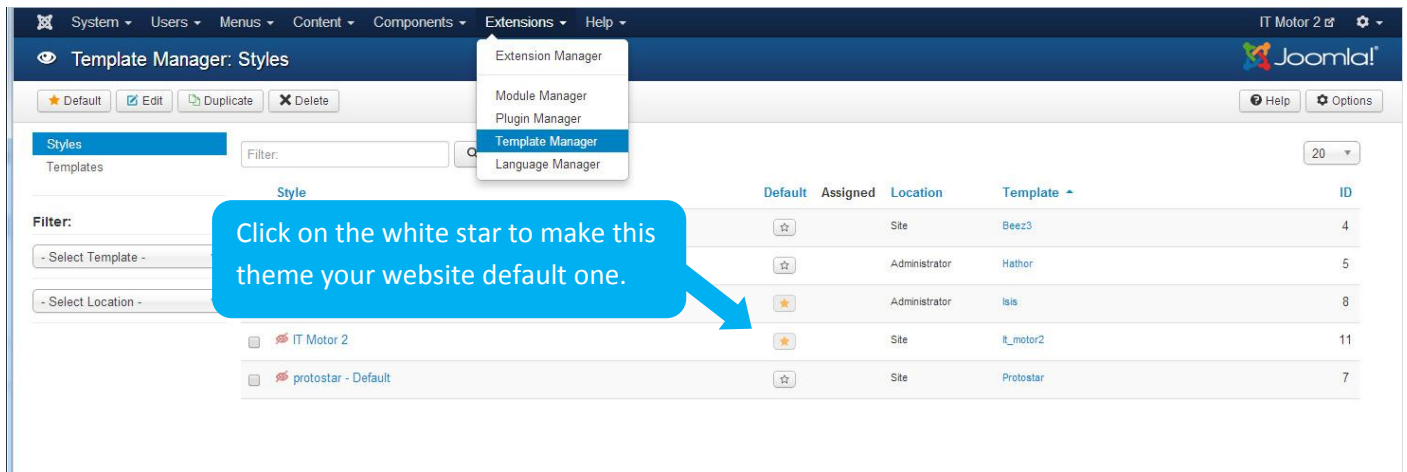 System Users Menus Content Components Extensions Help IT Motor 2
Template Manager: Styles
Joomla!®
Extension Manager
Module Manager
Plugin Manager
Template Manager
Language Manager
Default Edit Duplicate Delete Help Options
Styles
Templates
Filter: 20
Style Default Assigned Location Template ID
Filter:
- Select Template -
- Select Location -
Click on the white star to make this
theme your website default one.
Site Beez3 4
Administrator Hathor 5
Administrator Isis 8
IT Motor 2 Site it_motor2 11
protostar - Default Site Protostar 7